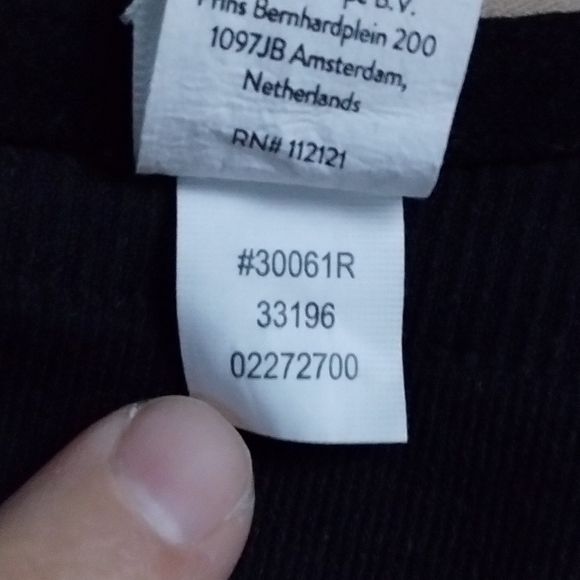 B.V.
Prins Bernhardplein 200
1097JB Amsterdam,
Netherlands
RN# 112121
#30061R
33196
02272700